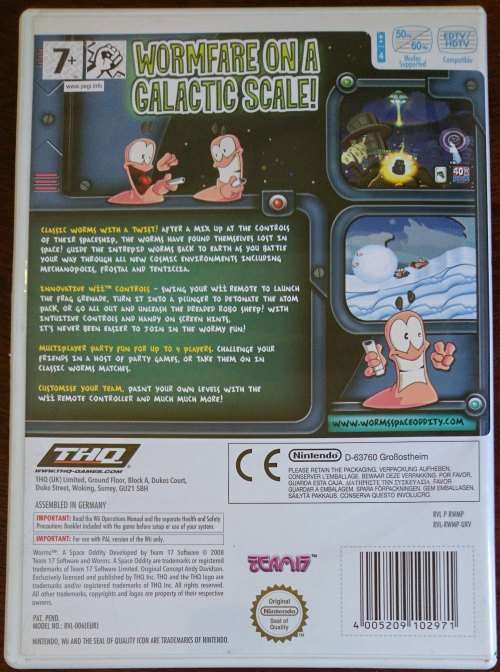 7+
www.pegi.info
WORMFARE ON A
GALACTIC SCALE!
50Hz
60Hz
Modes
Supported
EDTV/
HDTV
Compatible
1
4
CLASSIC WORMS WITH A TWIST! AFTER A MIX UP AT THE CONTROLS
OF THEIR SPACESHIP, THE WORMS HAVE FOUND THEMSELVES LOST IN
SPACE! GUIDE THE INTREPID WORMS BACK TO EARTH AS YOU BATTLE
YOUR WAY THROUGH ALL NEW COSMIC ENVIRONMENTS INCLUDING
MECHANOPOLIS, FROSTAL AND TENTICLIA.
INNOVATIVE Wii™ CONTROLS - SWING YOUR Wii REMOTE TO LAUNCH
THE FRAG GRENADE, TURN IT INTO A PLUNGER TO DETONATE THE ATOM
PACK, OR GO ALL OUT AND UNLEASH THE DREADED ROBO SHEEP! WITH
INTUITIVE CONTROLS AND HANDY ON SCREEN HINTS,
IT'S NEVER BEEN EASIER TO JOIN IN THE WORMY FUN!
MULTIPLAYER PARTY FUN FOR UP TO 4 PLAYERS. CHALLENGE YOUR
FRIENDS IN A HOST OF PARTY GAMES, OR TAKE THEM ON IN
CLASSIC WORMS MATCHES.
CUSTOMISE YOUR TEAM, PAINT YOUR OWN LEVELS WITH THE
Wii REMOTE CONTROLLER AND MUCH MUCH MORE!
WWW.WORMSSPACEODDITY.COM
THQ
WWW.THQ-GAMES.COM
THQ (UK) Limited, Ground Floor, Block A, Dukes Court,
Duke Street, Woking, Surrey. GU21 5BH
ASSEMBLED IN GERMANY
IMPORTANT: Read the Wii Operations Manual and the separate Health and Safety
Precautions Booklet included with the game before setup or use of your system.
IMPORTANT: For use with PAL version of the Wii only.
Worms™: A Space Oddity Developed by Team 17 Software © 2008
Team 17 Software and Worms. A Space Oddity are trademarks or registered
trademarks of Team 17 Software Limited. Original Concept Andy Davidson.
Exclusively licensed and published by THQ Inc. THQ and the THQ logo are
trademarks and/or registered trademarks of THQ Inc. All rights reserved.
All other trademarks, copyrights and logos are property of their respective
owners.
PAT. PEND.
MODEL NO.: RVL-006(EUR)
NINTENDO, Wii AND THE SEAL OF QUALITY ICON ARE TRADEMARKS OF NINTENDO.
CE
Nintendo D-63760 Großostheim
PLEASE RETAIN THE PACKAGING. VERPACKUNG AUFHEBEN.
CONSERVER L'EMBALLAGE. BEWAAR DEZE VERPAKKING. POR FAVOR,
GUARDA ESTA CAJA. ΔΙΑΤΗΡΗΣΤΕ ΤΗΝ ΣΥΣΚΕΥΑΣΙΑ. FAVOR
GUARDAR A EMBALAGEM. SPARA FÖRPACKNINGEN. GEM EMBALLAGEN.
SÄILYTÄ PAKKAUS. CONSERVA QUESTO INVOLUCRO.
RVL P RWMP
RVL-RWMP-UKV
TEAM17™
Original
Nintendo
Seal of
Quality
TM
4 005209 102971